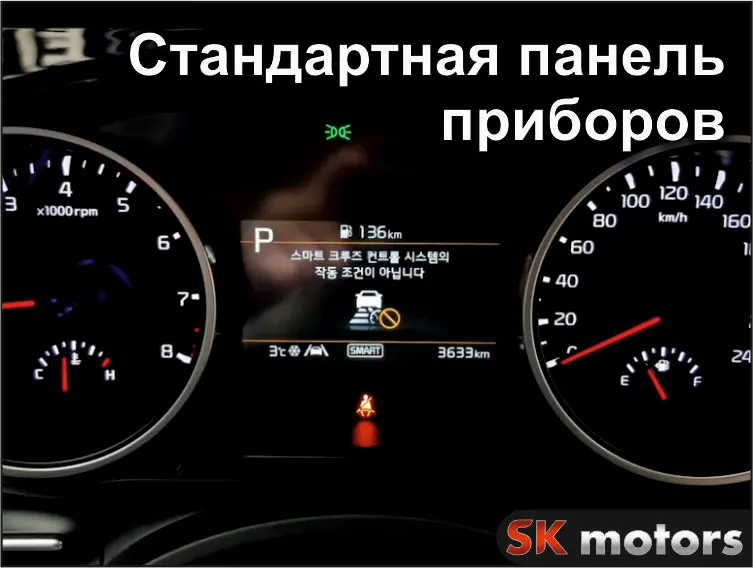 Стандартная панель
приборов
3 4 5 6 7 8
x1000rpm
C H
P 136km
스마트 크루즈 컨트롤 시스템의
작동 조건이 아닙니다
3℃ SMART 3633km
0 20 40 60 80 100 120 140 160
km/h
24
E F
SK motors